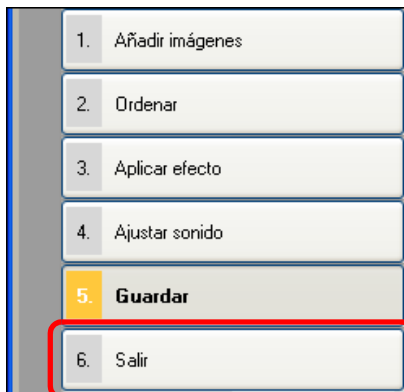 1. Añadir imágenes
2. Ordenar
3. Aplicar efecto
4. Ajustar sonido
5. Guardar
6. Salir